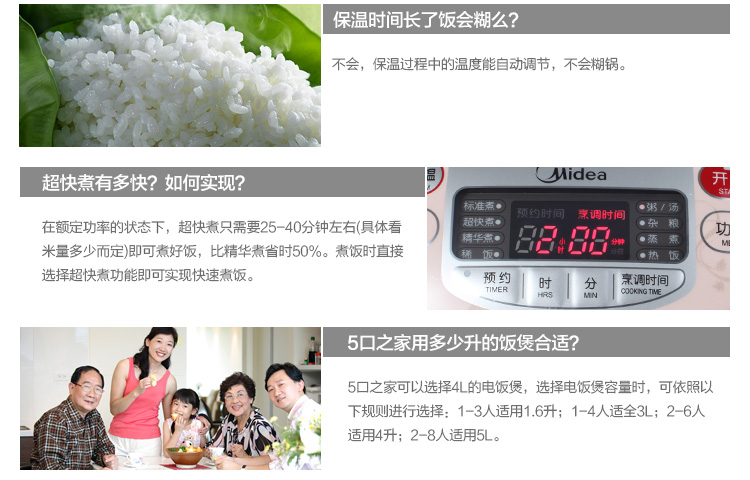 保温时间长了饭会糊么？
不会，保温过程中的温度能自动调节，不会糊锅。
超快煮有多快？如何实现？
在额定功率的状态下，超快煮只需要25-40分钟左右(具体看
米量多少而定)即可煮好饭，比精华煮省时50%。煮饭时直接
选择超快煮功能即可实现快速煮饭。
温
Midea
开
STA
标准煮
超快煮
精华煮
稀饭
预约时间 烹调时间
2小时 00分钟
粥/汤
杂粮
蒸煮
热饭
功
ME
预约 时 分 烹调时间
TIMER HRS MIN COOKING TIME
5口之家用多少升的饭煲合适？
5口之家可以选择4L的电饭煲，选择电饭煲容量时，可依照以
下规则进行选择：1-3人适用1.6升；1-4人适全3L；2-6人
适用4升；2-8人适用5L。